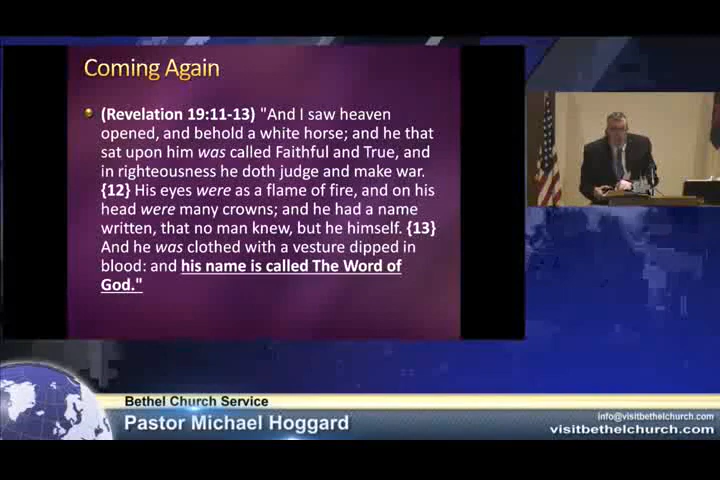 Coming Again
(Revelation 19:11-13) "And I saw heaven
opened, and behold a white horse; and he that
sat upon him was called Faithful and True, and
in righteousness he doth judge and make war.
{12} His eyes were as a flame of fire, and on his
head were many crowns; and he had a name
written, that no man knew, but he himself. {13}
And he was clothed with a vesture dipped in
blood: and his name is called The Word of
God."
Bethel Church Service
Pastor Michael Hoggard
info@visitbethelchurch.com
visitbethelchurch.com